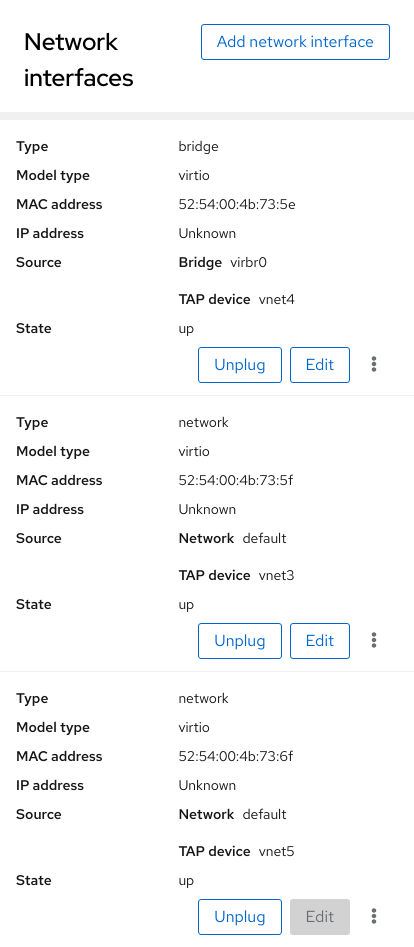 Network
interfaces
Add network interface
Type bridge
Model type virtio
MAC address 52:54:00:4b:73:5e
IP address Unknown
Source Bridge virbr0
TAP device vnet4
State up
Unplug Edit
Type network
Model type virtio
MAC address 52:54:00:4b:73:5f
IP address Unknown
Source Network default
TAP device vnet3
State up
Unplug Edit
Type network
Model type virtio
MAC address 52:54:00:4b:73:6f
IP address Unknown
Source Network default
TAP device vnet5
State up
Unplug Edit